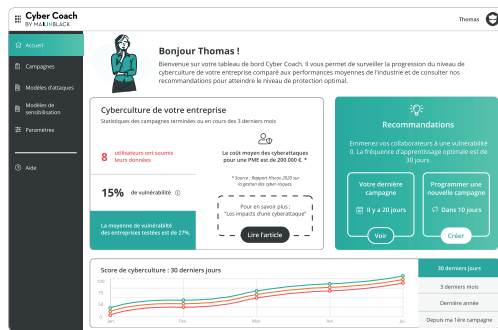 Cyber Coach
BY MAILINBLACK
Thomas
Accueil
Campagnes
Modèles d'attaques
Modèles de
sensibilisation
Paramètres
Aide
Bonjour Thomas !
Bienvenue sur votre tableau de bord Cyber Coach. Il vous permet de surveiller la progression du niveau de
cyberculture de votre entreprise comparé aux performances moyennes de l'industrie et de consulter nos
recommandations pour atteindre le niveau de protection optimal.
Cyberculture de votre entreprise
Statistiques des campagnes terminées ou en cours des 3 derniers mois
8
utilisateurs ont soumis
leurs données
15%
de vulnérabilité
La moyenne de vulnérabilité
des entreprises testées est de 27%.
Le coût moyen des cyberattaques
pour une PME est de 200 000 €. *
* Source : Rapport Hiscox 2020 sur
la gestion des cyber-risques.
Pour en savoir plus :
"Les impacts d'une cyberattaque"
Lire l'article
Recommandations
Emmenez vos collaborateurs à une vulnérabilité
0. La fréquence d'apprentissage optimale est de
30 jours.
Votre dernière
campagne
Il y a 20 jours
Voir
Programmer une
nouvelle campagne
Dans 10 jours
Créer
Score de cyberculture : 30 derniers jours
100
75
50
0
Jan.
Fev.
Mar.
Avr.
30 derniers jours
3 derniers mois
Dernière année
Depuis ma 1ère campagne